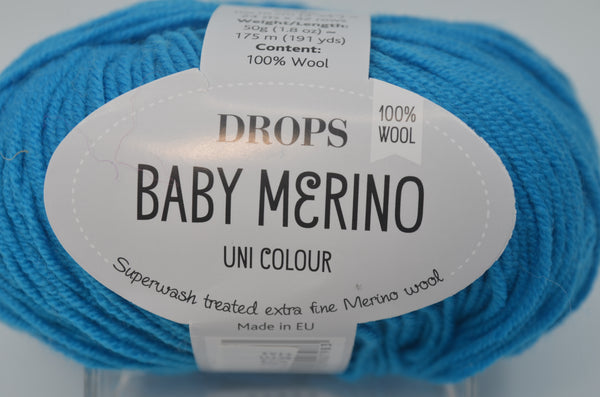 Weight/Length:
50g (1.8 oz) =
175 m (191 yds)
Content:
100% Wool
100%
WOOL
DROPS
BABY MERINO
UNI COLOUR
Superwash treated extra fine Merino wool
Made in EU